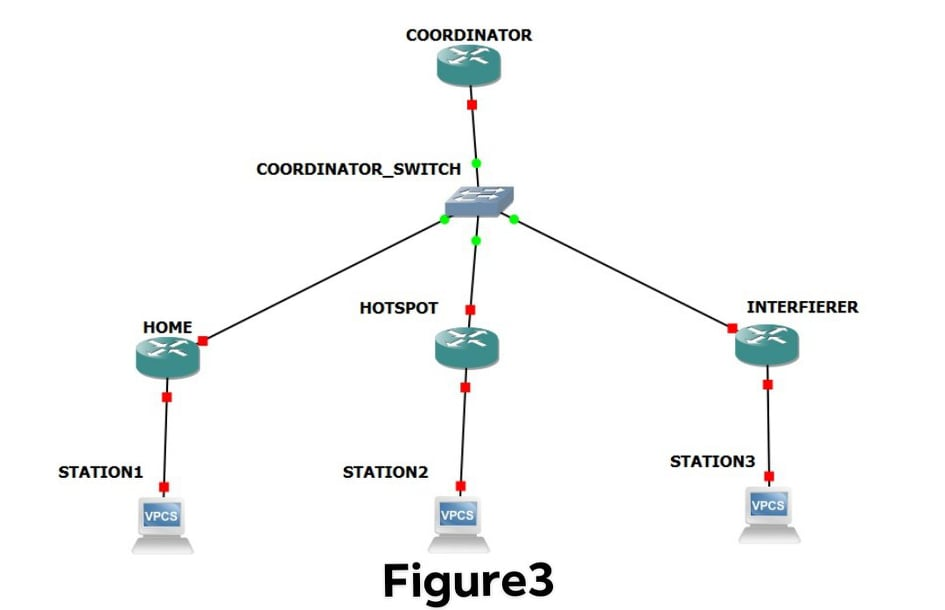 COORDINATOR
COORDINATOR_SWITCH
HOTSPOT
INTERFIERER
HOME
STATION1
STATION2
STATION3
VPCS
VPCS
VPCS
Figure3